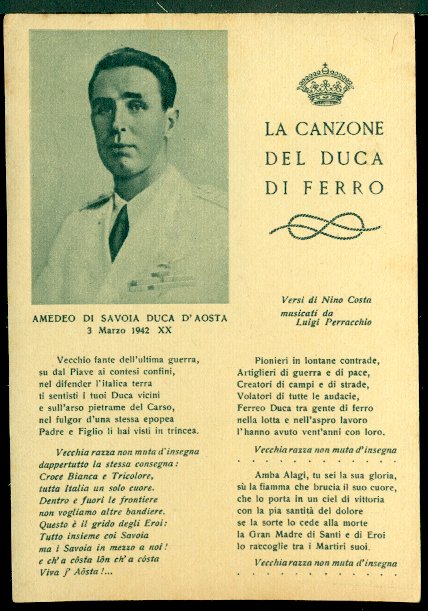 LA CANZONE
DEL DUCA
DI FERRO
AMEDEO DI SAVOIA DUCA D'AOSTA
3 Marzo 1942 XX
Versi di Nino Costa
musicati da
Luigi Perracchio
Vecchio fante dell'ultima guerra,
su dal Piave ai contesi confini,
nel difender l'italica terra
ti sentisti i tuoi Duca vicini
e sull'arso pietrame del Carso,
nel fulgor d'una stessa epopea
Padre e Figlio li hai visti in trincea.
Vecchia razza non muta d'insegna
dappertutto la stessa consegna:
Croce Bianca e Tricolore,
tutta Italia un solo cuore.
Dentro e fuori le frontiere
non vogliamo altre bandiere.
Questo è il grido degli Eroi:
Tutto insieme coi Savoia
ma i Savoia in mezzo a noi!
e ch'a còsta lòn ch'a còsta
Viva j' Aôsta!...
Pionieri in lontane contrade,
Artiglieri di guerra e di pace,
Creatori di campi e di strade,
Volatori di tutte le audacie,
Ferreo Duca tra gente di ferro
nella lotta e nell'aspro lavoro
l'hanno avuto vent'anni con loro.
Vecchia razza non muta d'insegna
. . . . . . . . . . . . . . .
Amba Alagi, tu sei la sua gloria,
sù la fiamma che brucia il suo cuore,
che lo porta in un ciel di vittoria
con la pia santità del dolore
se la sorte lo cede alla morte
la Gran Madre di Santi e di Eroi
lo raccoglie tra i Martiri suoi.
Vecchia razza non muta d'insegna
. . . . . . . . . . . . . . .